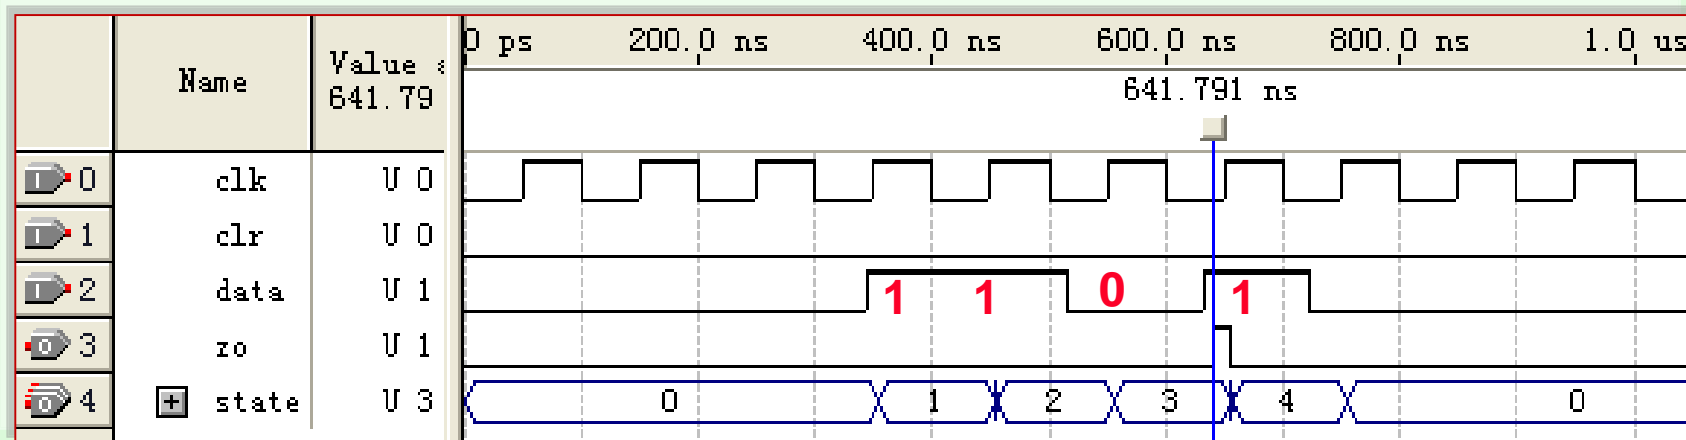 Name
Value a
641.79
0 ps 200.0 ns 400.0 ns 600.0 ns 800.0 ns 1.0 us
641.791 ns
I 0 clk U 0
I 1 clr U 0
I 2 data U 1 1 1 0 1
O 3 zo U 1
O 4 + state U 3 0 1 2 3 4 0